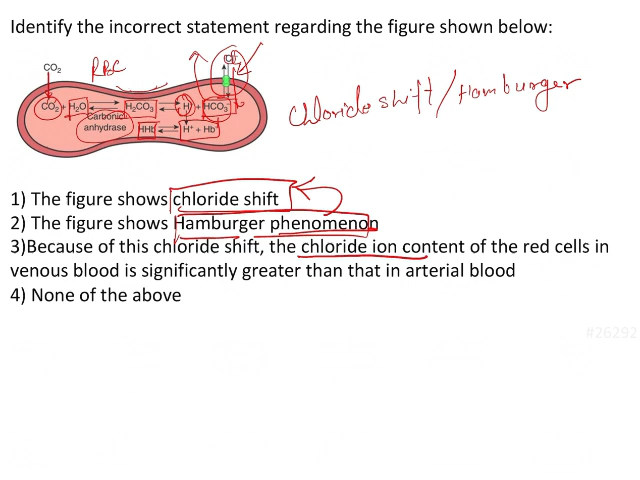 Identify the incorrect statement regarding the figure shown below:
CO2
RBC
CO2 + H2O H2CO3 H+ + HCO3-
Carbonic
anhydrase HHb H+ + Hb
Chloride shift / Hamburger
1) The figure shows chloride shift
2) The figure shows Hamburger phenomenon
3)Because of this chloride shift, the chloride ion content of the red cells in
venous blood is significantly greater than that in arterial blood
4) None of the above
#26292